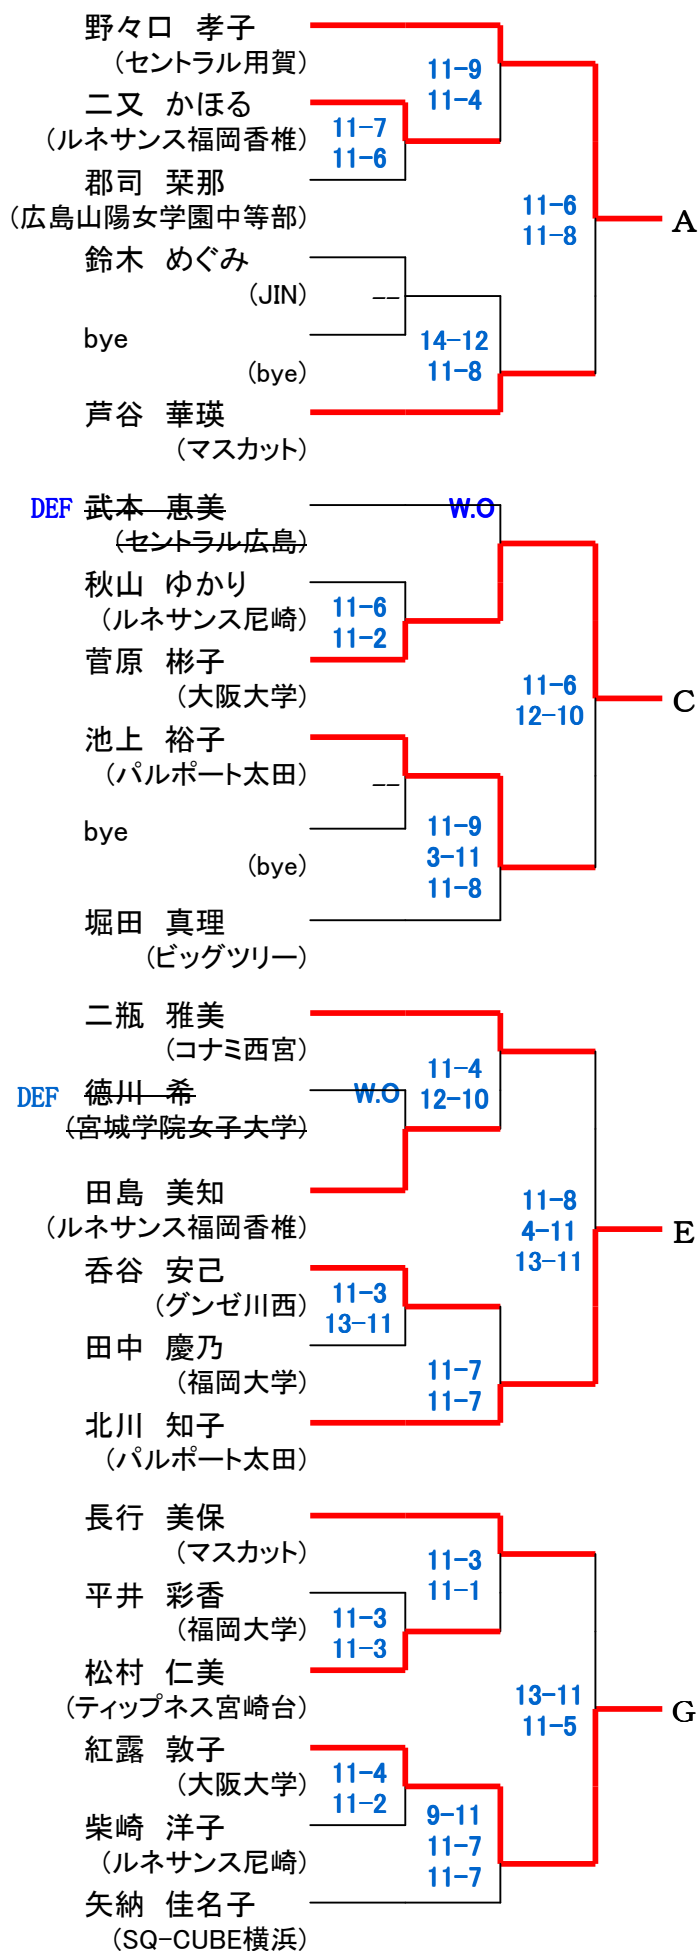 野々口 孝子
(セントラル用賀)
11-9
11-4
二又 かほる
(ルネサンス福岡香椎)
11-7
11-6
郡司 栞那
(広島山陽女学園中等部)
11-6
11-8
A
鈴木 めぐみ
(JIN)
--
bye
(bye)
14-12
11-8
芦谷 華瑛
(マスカット)
DEF 武本 恵美
W.O
(セントラル広島)
秋山 ゆかり
(ルネサンス尼崎)
11-6
11-2
菅原 彬子
(大阪大学)
11-6
12-10
C
池上 裕子
(パルポート太田)
--
bye
(bye)
11-9
3-11
11-8
堀田 真理
(ビッグツリー)
二瓶 雅美
(コナミ西宮)
11-4
12-10
DEF 德川 希
W.O
(宮城学院女子大学)
田島 美知
(ルネサンス福岡香椎)
11-8
4-11
13-11
E
呑谷 安己
(グンゼ川西)
11-3
13-11
田中 慶乃
(福岡大学)
11-7
11-7
北川 知子
(パルポート太田)
長行 美保
(マスカット)
11-3
11-1
平井 彩香
(福岡大学)
11-3
11-3
松村 仁美
(ティップネス宮崎台)
13-11
11-5
G
紅露 敦子
(大阪大学)
11-4
11-2
柴崎 洋子
(ルネサンス尼崎)
9-11
11-7
11-7
矢納 佳名子
(SQ-CUBE横浜)